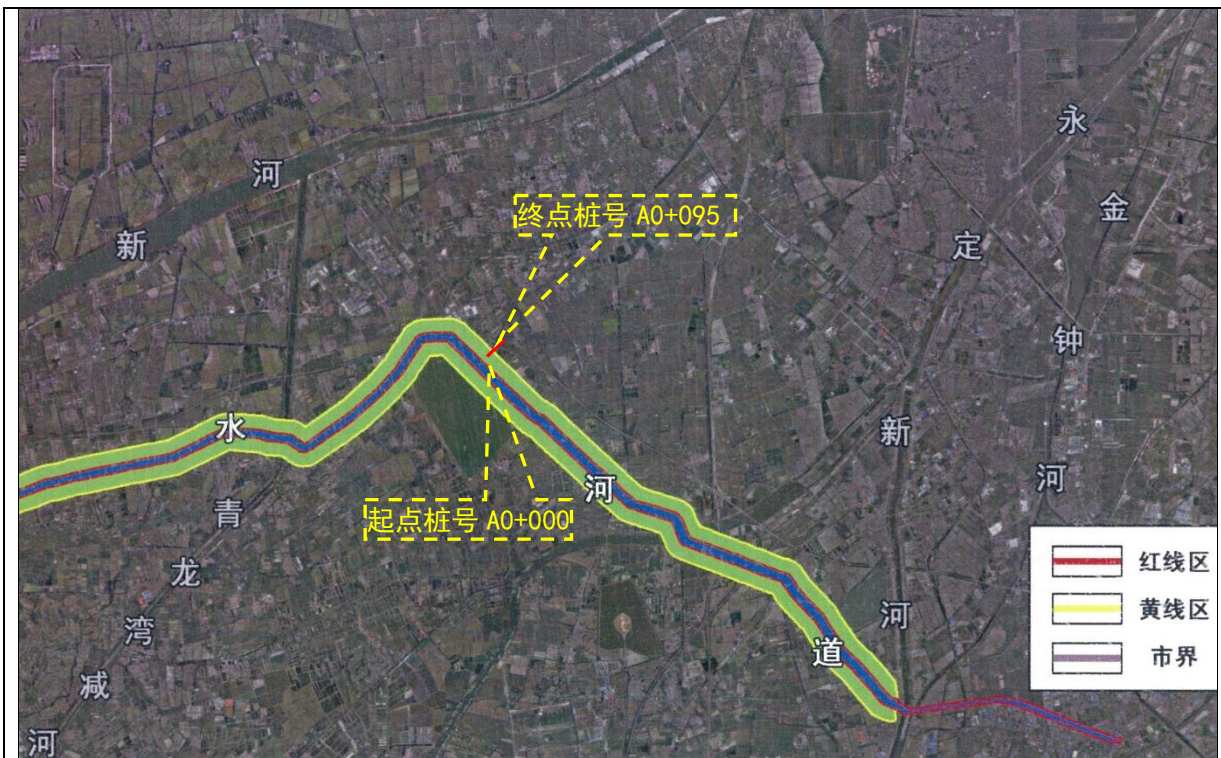 永
河
金
终点桩号 A0+095
新
定
钟
水
新
河
河
青
起点桩号 A0+000
红线区
龙
黄线区
河
湾
道
市界
减
河